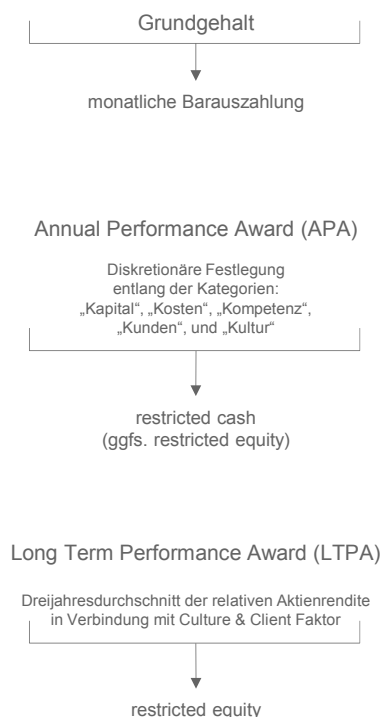 Grundgehalt
monatliche Barauszahlung
Annual Performance Award (APA)
Diskretionäre Festlegung
entlang der Kategorien:
„Kapital“, „Kosten“, „Kompetenz“,
„Kunden“, und „Kultur“
restricted cash
(ggfs. restricted equity)
Long Term Performance Award (LTPA)
Dreijahresdurchschnitt der relativen Aktienrendite
in Verbindung mit Culture & Client Faktor
restricted equity